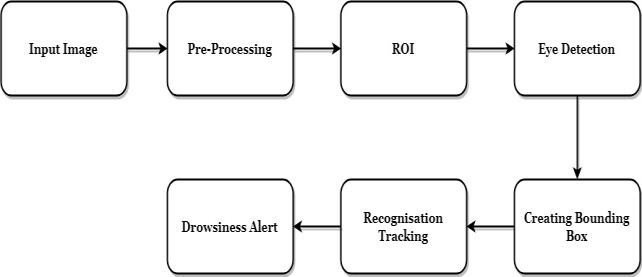 Input Image
Pre-Processing
ROI
Eye Detection
Creating Bounding
Box
Recognisation
Tracking
Drowsiness Alert